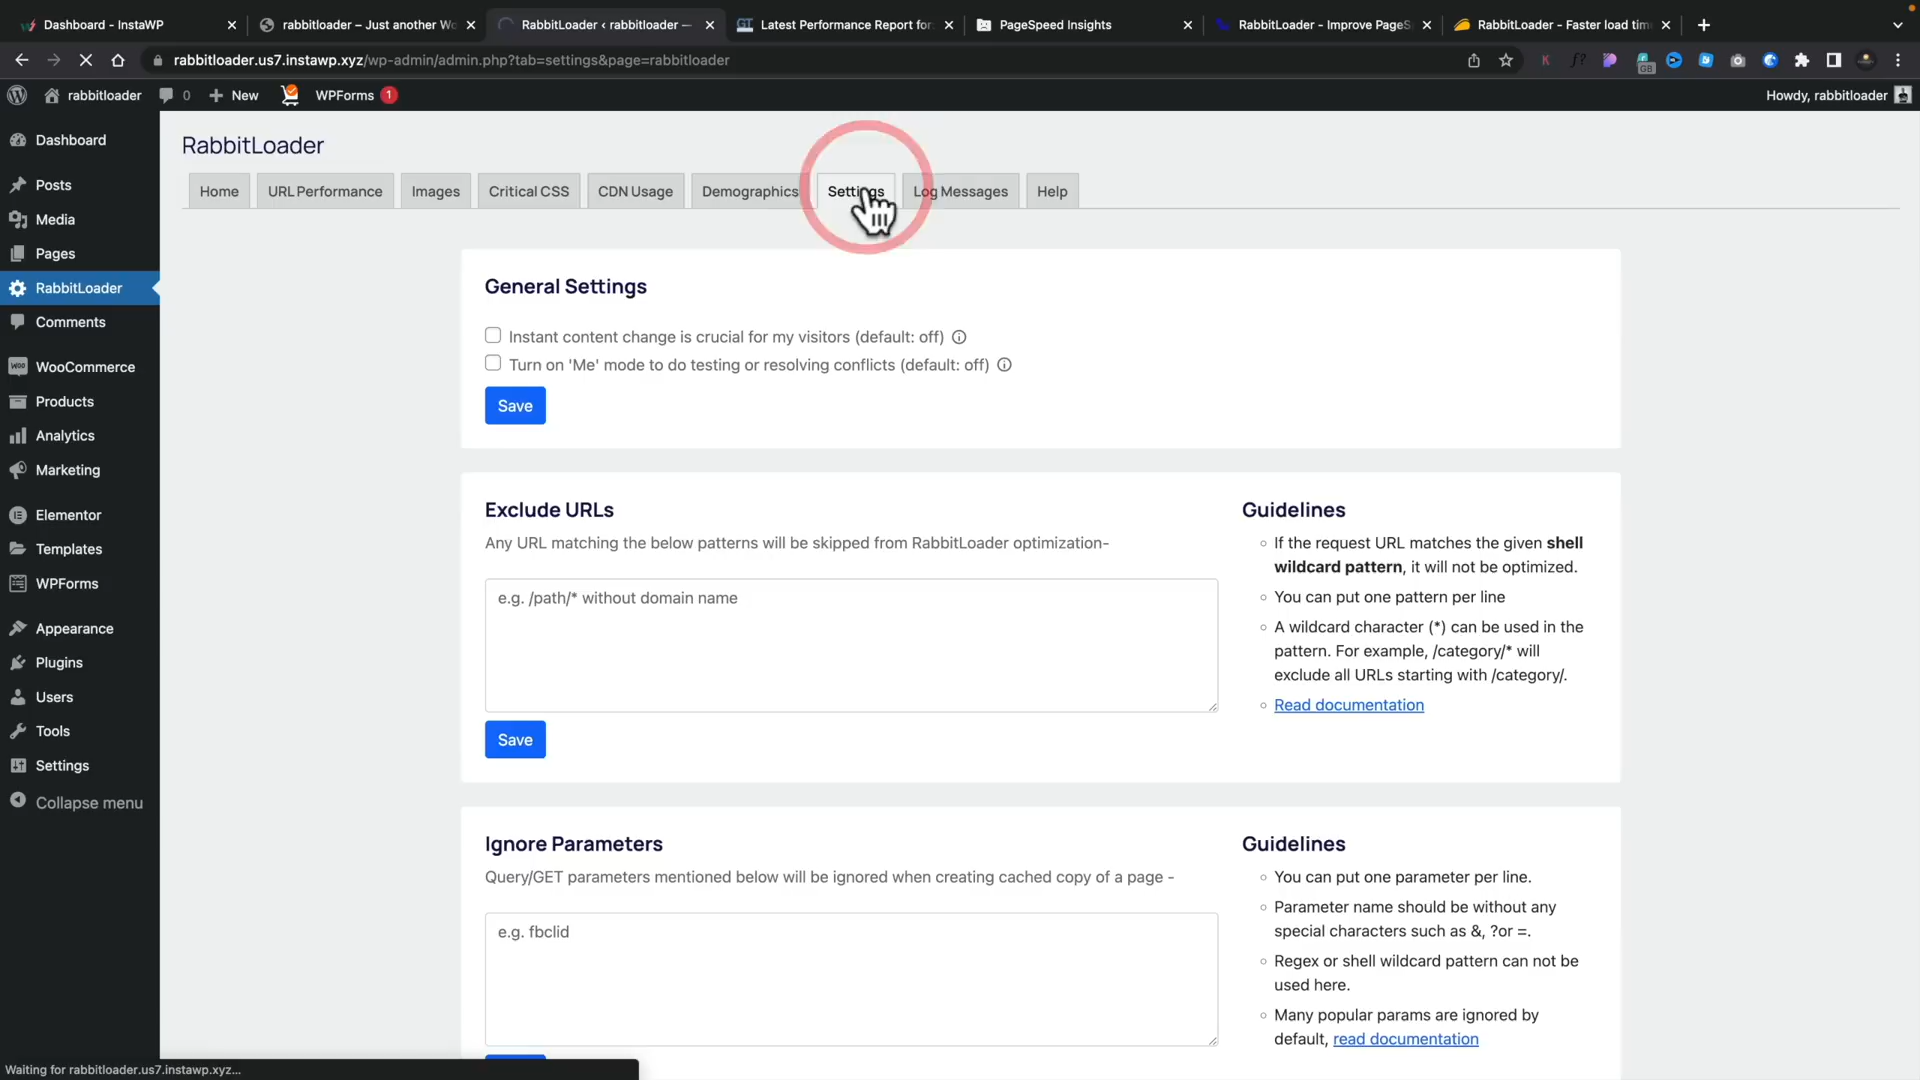 Dashboard - InstaWP
rabbitloader – Just another Wo
RabbitLoader ‹ rabbitloader —
Latest Performance Report for:
PageSpeed Insights
RabbitLoader - Improve PageS
RabbitLoader - Faster load tim
rabbitloader.us7.instawp.xyz/wp-admin/admin.php?tab=settings&page=rabbitloader
rabbitloader
0
New
WPForms 1
Howdy, rabbitloader
Dashboard
Posts
Media
Pages
RabbitLoader
Comments
WooCommerce
Products
Analytics
Marketing
Elementor
Templates
WPForms
Appearance
Plugins
Users
Tools
Settings
Collapse menu
RabbitLoader
Home
URL Performance
Images
Critical CSS
CDN Usage
Demographics
Settings
Log Messages
Help
General Settings
Instant content change is crucial for my visitors (default: off)
Turn on 'Me' mode to do testing or resolving conflicts (default: off)
Save
Exclude URLs
Any URL matching the below patterns will be skipped from RabbitLoader optimization-
e.g. /path/* without domain name
Save
Guidelines
If the request URL matches the given shell
wildcard pattern, it will not be optimized.
You can put one pattern per line
A wildcard character (*) can be used in the
pattern. For example, /category/* will
exclude all URLs starting with /category/.
Read documentation
Ignore Parameters
Query/GET parameters mentioned below will be ignored when creating cached copy of a page -
e.g. fbclid
Guidelines
You can put one parameter per line.
Parameter name should be without any
special characters such as &, ?or =.
Regex or shell wildcard pattern can not be
used here.
Many popular params are ignored by
default, read documentation
Waiting for rabbitloader.us7.instawp.xyz...